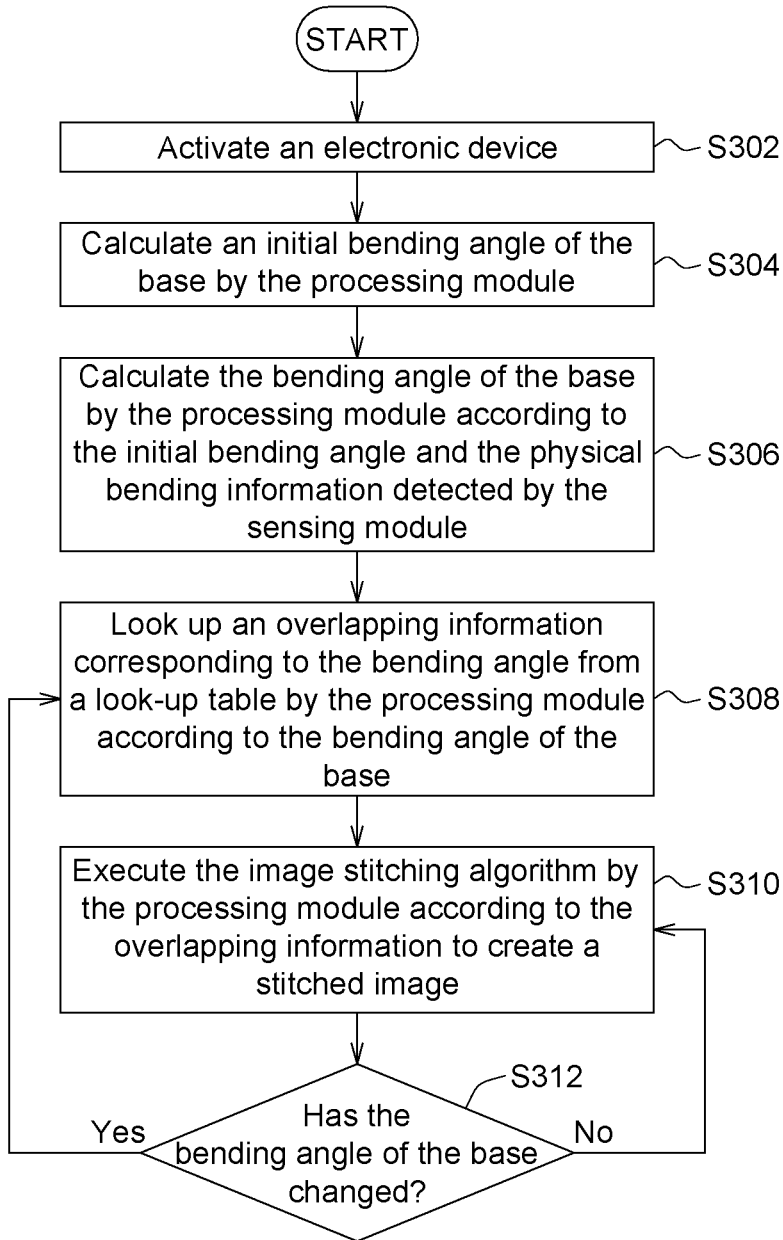 START
Activate an electronic device
S302
Calculate an initial bending angle of the
base by the processing module
S304
Calculate the bending angle of the base
by the processing module according to
the initial bending angle and the physical
bending information detected by the
sensing module
S306
Look up an overlapping information
corresponding to the bending angle from
a look-up table by the processing module
according to the bending angle of the
base
S308
Execute the image stitching algorithm by
the processing module according to the
overlapping information to create a
stitched image
S310
S312
Has the
bending angle of the base
changed?
Yes
No